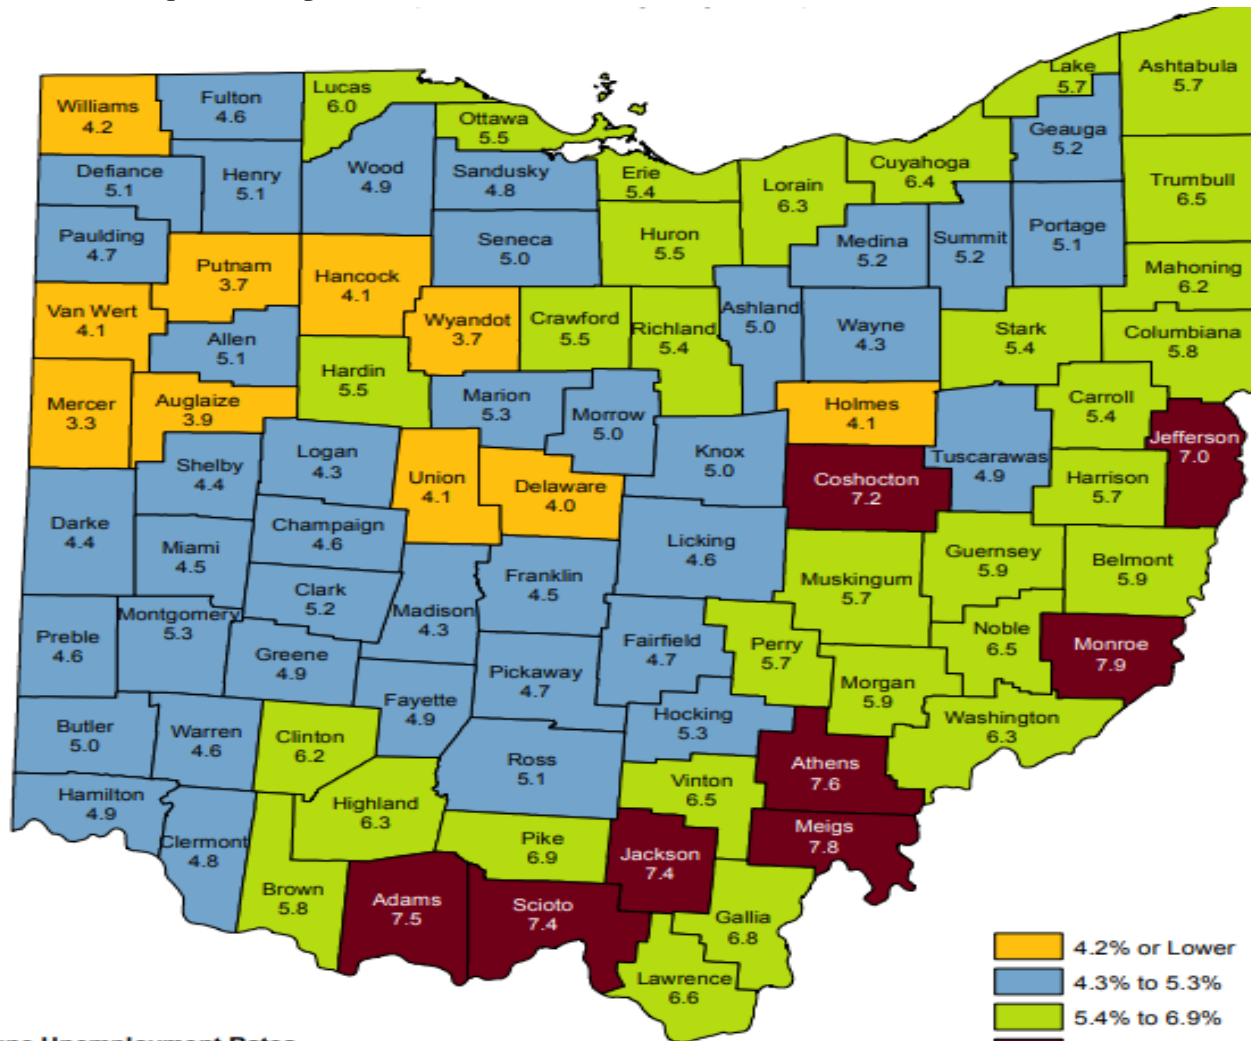 Lake
5.7
Ashtabula
5.7
Williams
4.2
Fulton
4.6
Lucas
6.0
Ottawa
5.5
Geauga
5.2
Defiance
5.1
Henry
5.1
Wood
4.9
Sandusky
4.8
Erie
5.4
Lorain
6.3
Cuyahoga
6.4
Trumbull
6.5
Paulding
4.7
Putnam
3.7
Hancock
4.1
Seneca
5.0
Huron
5.5
Medina
5.2
Summit
5.2
Portage
5.1
Mahoning
6.2
Van Wert
4.1
Allen
5.1
Wyandot
3.7
Crawford
5.5
Richland
5.4
Ashland
5.0
Wayne
4.3
Stark
5.4
Columbiana
5.8
Mercer
3.3
Auglaize
3.9
Hardin
5.5
Marion
5.3
Morrow
5.0
Holmes
4.1
Carroll
5.4
Jefferson
7.0
Shelby
4.4
Logan
4.3
Union
4.1
Delaware
4.0
Knox
5.0
Coshocton
7.2
Tuscarawas
4.9
Harrison
5.7
Darke
4.4
Miami
4.5
Champaign
4.6
Franklin
4.5
Licking
4.6
Muskingum
5.7
Guernsey
5.9
Belmont
5.9
Preble
4.6
Montgomery
5.3
Clark
5.2
Madison
4.3
Greene
4.9
Pickaway
4.7
Fairfield
4.7
Perry
5.7
Morgan
5.9
Noble
6.5
Monroe
7.9
Butler
5.0
Warren
4.6
Clinton
6.2
Fayette
4.9
Ross
5.1
Hocking
5.3
Athens
7.6
Washington
6.3
Hamilton
4.9
Clermont
4.8
Highland
6.3
Pike
6.9
Vinton
6.5
Jackson
7.4
Meigs
7.8
Brown
5.8
Adams
7.5
Scioto
7.4
Gallia
6.8
Lawrence
6.6
4.2% or Lower
4.3% to 5.3%
5.4% to 6.9%
Unemployment Rates